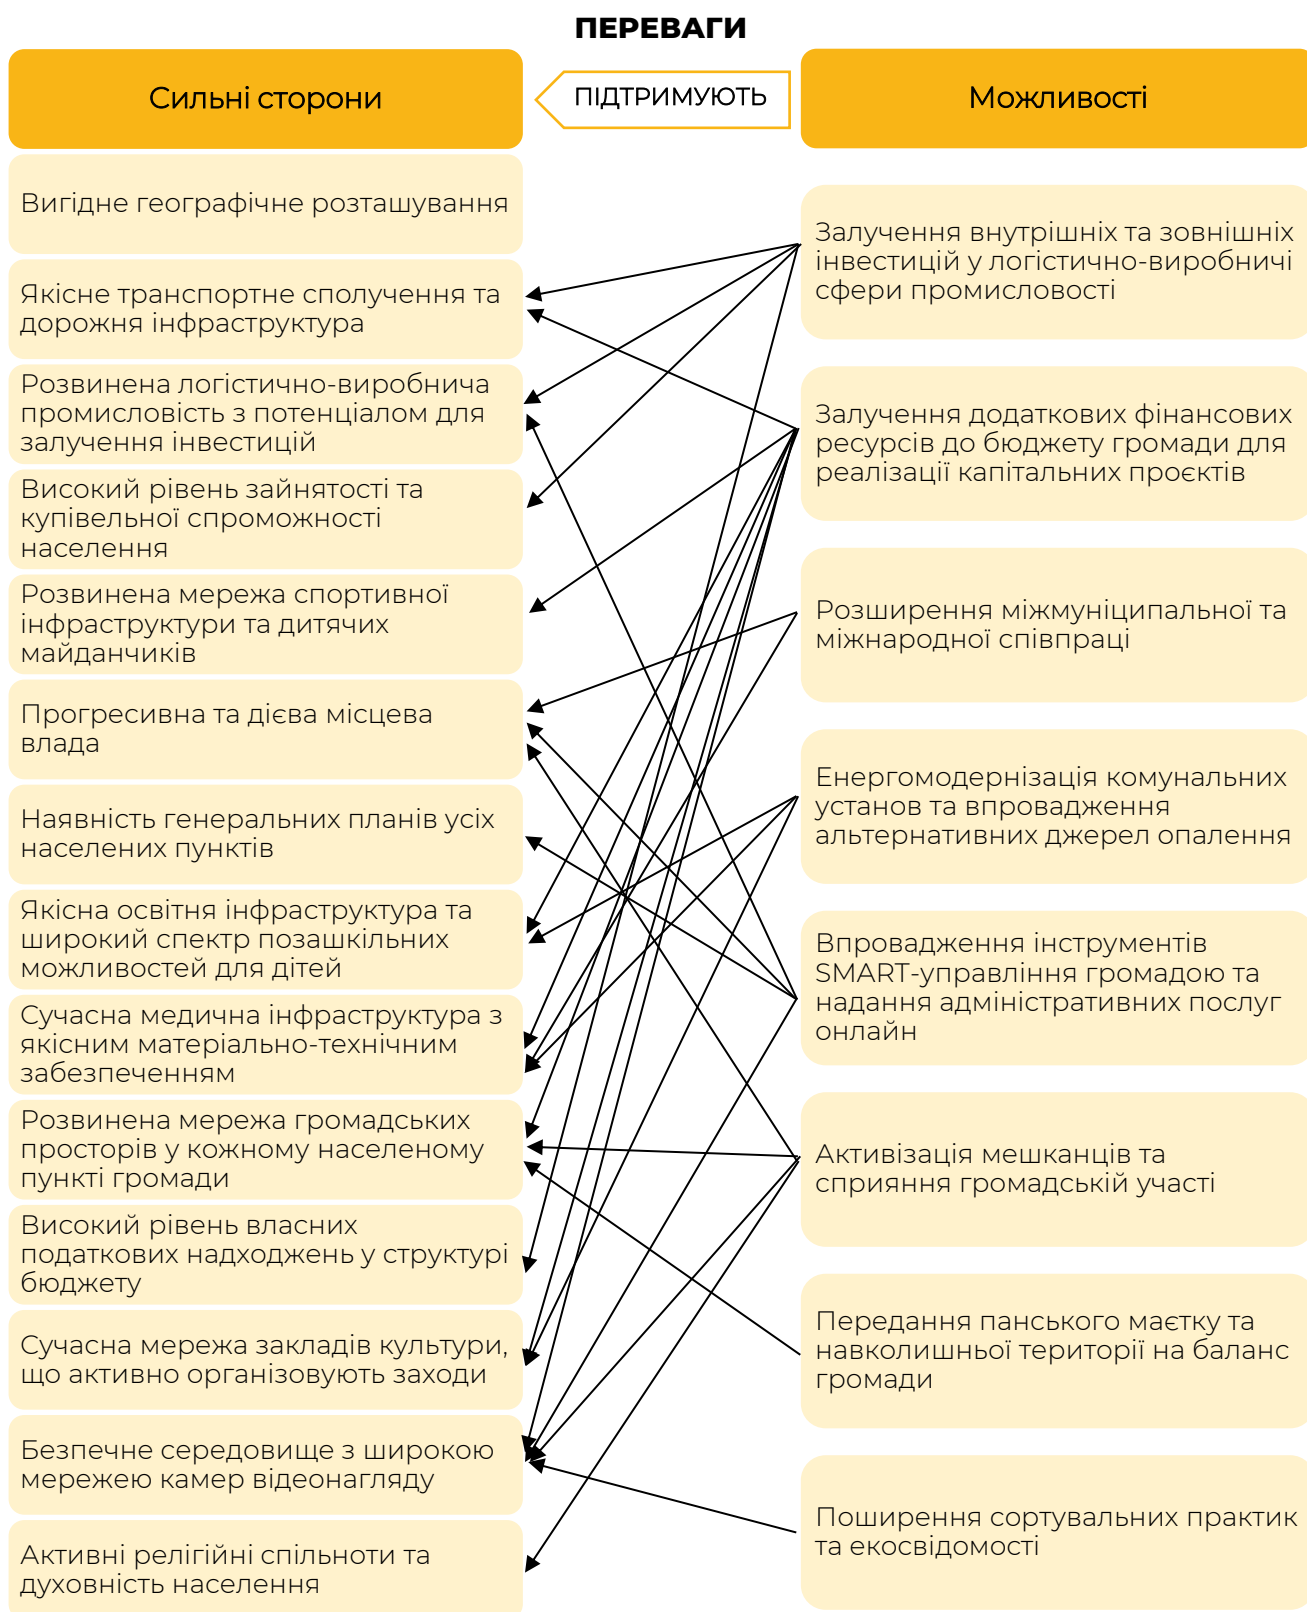 ПЕРЕВАГИ
Сильні сторони
ПІДТРИМУЮТЬ
Можливості
Вигідне географічне розташування
Якісне транспортне сполучення та
дорожня інфраструктура
Розвинена логістично-виробнича
промисловість з потенціалом для
залучення інвестицій
Високий рівень зайнятості та
купівельної спроможності
населення
Розвинена мережа спортивної
інфраструктури та дитячих
майданчиків
Прогресивна та дієва місцева
влада
Наявність генеральних планів усіх
населених пунктів
Якісна освітня інфраструктура та
широкий спектр позашкільних
можливостей для дітей
Сучасна медична інфраструктура з
якісним матеріально-технічним
забезпеченням
Розвинена мережа громадських
просторів у кожному населеному
пункті громади
Високий рівень власних
податкових надходжень у структурі
бюджету
Сучасна мережа закладів культури,
що активно організовують заходи
Безпечне середовище з широкою
мережею камер відеонагляду
Активні релігійні спільноти та
духовність населення
Залучення внутрішніх та зовнішніх
інвестицій у логістично-виробничі
сфери промисловості
Залучення додаткових фінансових
ресурсів до бюджету громади для
реалізації капітальних проєктів
Розширення міжмуніципальної та
міжнародної співпраці
Енергомодернізація комунальних
установ та впровадження
альтернативних джерел опалення
Впровадження інструментів
SMART-управління громадою та
надання адміністративних послуг
онлайн
Активізація мешканців та
сприяння громадській участі
Передання панського маєтку та
навколишньої території на баланс
громади
Поширення сортувальних практик
та екосвідомості